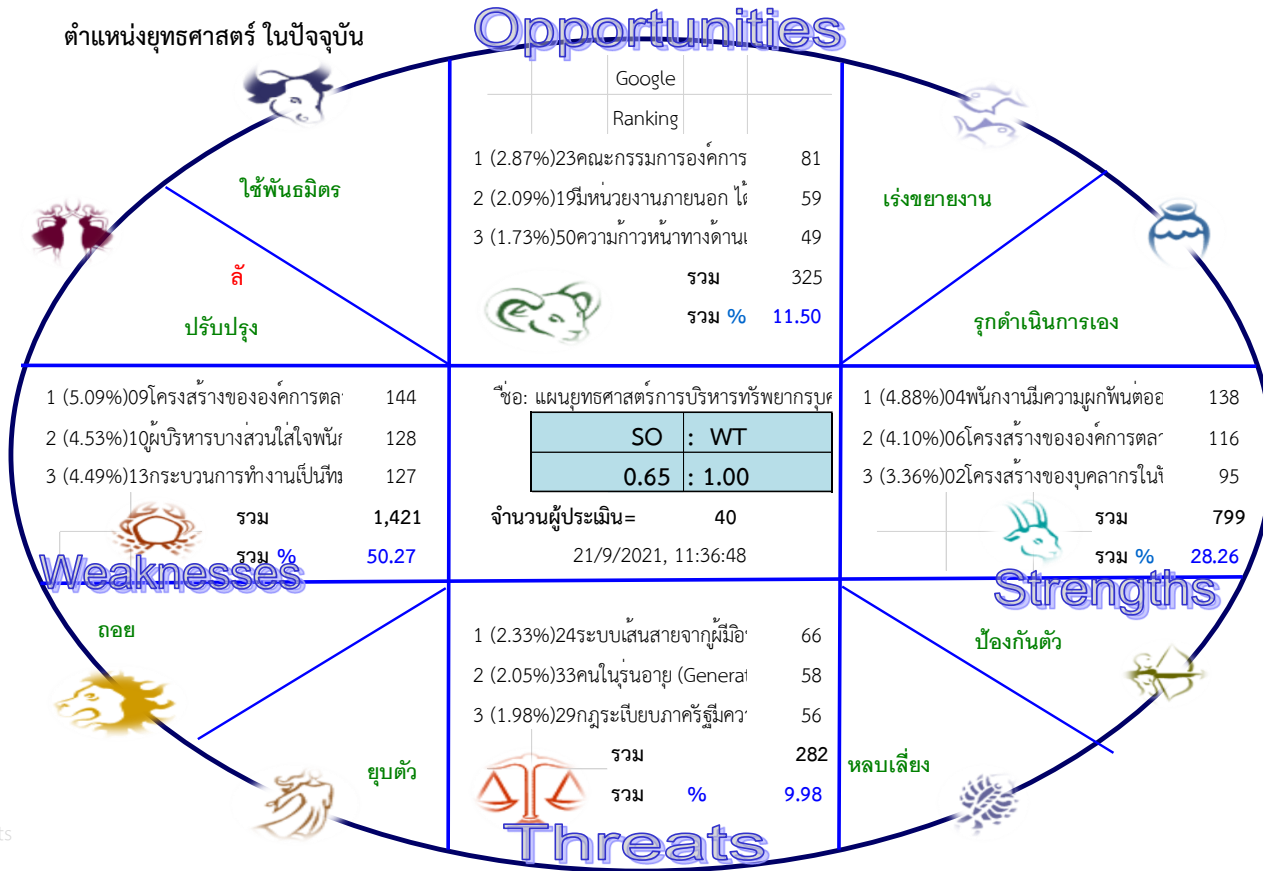 ตำแหน่งยุทธศาสตร์ ในปัจจุบัน
Opportunities
Google
Ranking
1 (2.87%)23คณะกรรมการองค์การ 81
2 (2.09%)19มีหน่วยงานภายนอก ได้ 59
3 (1.73%)50ความก้าวหน้าทางด้านเ 49
รวม 325
รวม % 11.50
ใช้พันธมิตร
ลั
ปรับปรุง
เร่งขยายงาน
รุกดำเนินการเอง
1 (5.09%)09โครงสร้างขององค์การตลา 144
2 (4.53%)10ผู้บริหารบางส่วนใส่ใจพนัก 128
3 (4.49%)13กระบวนการทำงานเป็นทีม 127
รวม 1,421
รวม % 50.27
Weaknesses
ชื่อ: แผนยุทธศาสตร์การบริหารทรัพยากรบุค
SO : WT
0.65 : 1.00
จำนวนผู้ประเมิน= 40
21/9/2021, 11:36:48
1 (4.88%)04พนักงานมีความผูกพันต่ออ 138
2 (4.10%)06โครงสร้างขององค์การตลา 116
3 (3.36%)02โครงสร้างของบุคลากรในปั 95
รวม 799
รวม % 28.26
Strengths
ถอย
ยุบตัว
1 (2.33%)24ระบบเส้นสายจากผู้มีอิ 66
2 (2.05%)33คนในรุ่นอายุ (Generat 58
3 (1.98%)29กฎระเบียบภาครัฐมีควา 56
รวม 282
รวม % 9.98
Threats
ป้องกันตัว
หลบเลี่ยง
ts